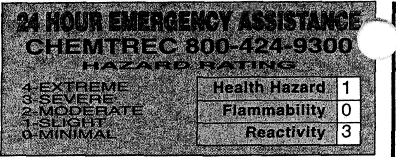 24 HOUR EMERGENCY ASSISTANCE
CHEMTREC 800-424-9300
HAZARD RATING
4-EXTREME
3-SEVERE
2-MODERATE
1-SLIGHT
0-MINIMAL
Health Hazard 1
Flammability 0
Reactivity 3